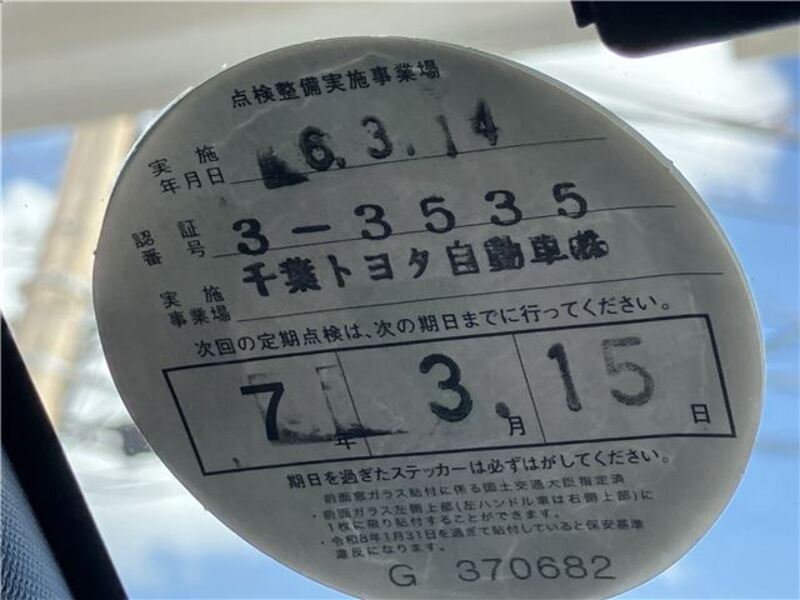 点検整備実施事業場
実施
年月日 6.3.14
認証
番号 3-3535
実施
事業場 千葉トヨタ自動車㈱
次回の定期点検は、次の期日までに行ってください。
7年 3.月 15日
期日を過ぎたステッカーは必ずはがしてください。
前面窓ガラス貼付に係る国土交通大臣指定済
・前面ガラス左側上部(左ハンドル車は右側上部)に
1枚に限り貼付することができます。
・令和8年1月31日を過ぎて貼付していると保安基準
違反になります。
G 370682